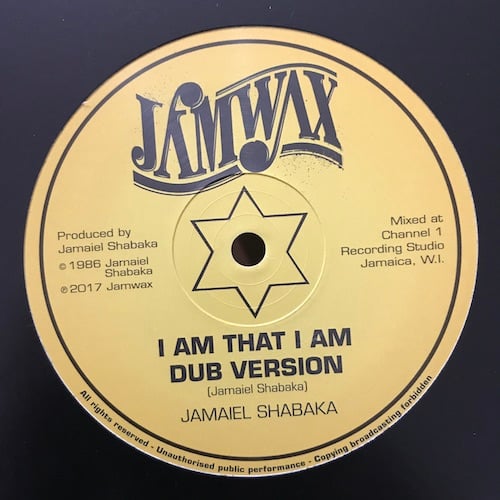 JAMWAX
Produced by
Jamaiel Shabaka
© 1986 Jamaiel
Shabaka
℗ 2017 Jamwax
Mixed at
Channel 1
Recording Studio
Jamaica, W.I.
I AM THAT I AM
DUB VERSION
(Jamaiel Shabaka)
JAMAIEL SHABAKA
All rights reserved - Unauthorised public performance - Copying broadcasting forbidden